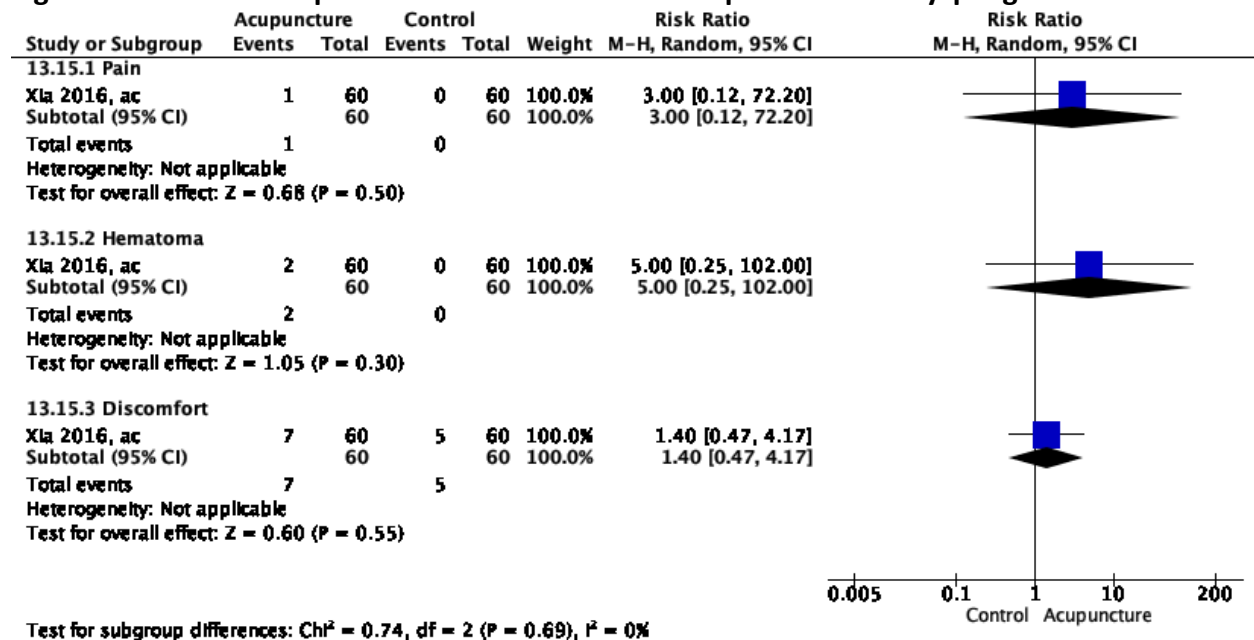 Acupuncture Control Risk Ratio Risk Ratio
Study or Subgroup Events Total Events Total Weight M-H, Random, 95% CI M-H, Random, 95% CI
13.15.1 Pain
Xia 2016, ac 1 60 0 60 100.0% 3.00 [0.12, 72.20]
Subtotal (95% CI) 60 60 100.0% 3.00 [0.12, 72.20]
Total events 1 0
Heterogeneity: Not applicable
Test for overall effect: Z = 0.68 (P = 0.50)
13.15.2 Hematoma
Xia 2016, ac 2 60 0 60 100.0% 5.00 [0.25, 102.00]
Subtotal (95% CI) 60 60 100.0% 5.00 [0.25, 102.00]
Total events 2 0
Heterogeneity: Not applicable
Test for overall effect: Z = 1.05 (P = 0.30)
13.15.3 Discomfort
Xia 2016, ac 7 60 5 60 100.0% 1.40 [0.47, 4.17]
Subtotal (95% CI) 60 60 100.0% 1.40 [0.47, 4.17]
Total events 7 5
Heterogeneity: Not applicable
Test for overall effect: Z = 0.60 (P = 0.55)
0.005 0.1 1 10 200
Control Acupuncture
Test for subgroup differences: Chi² = 0.74, df = 2 (P = 0.69), I² = 0%